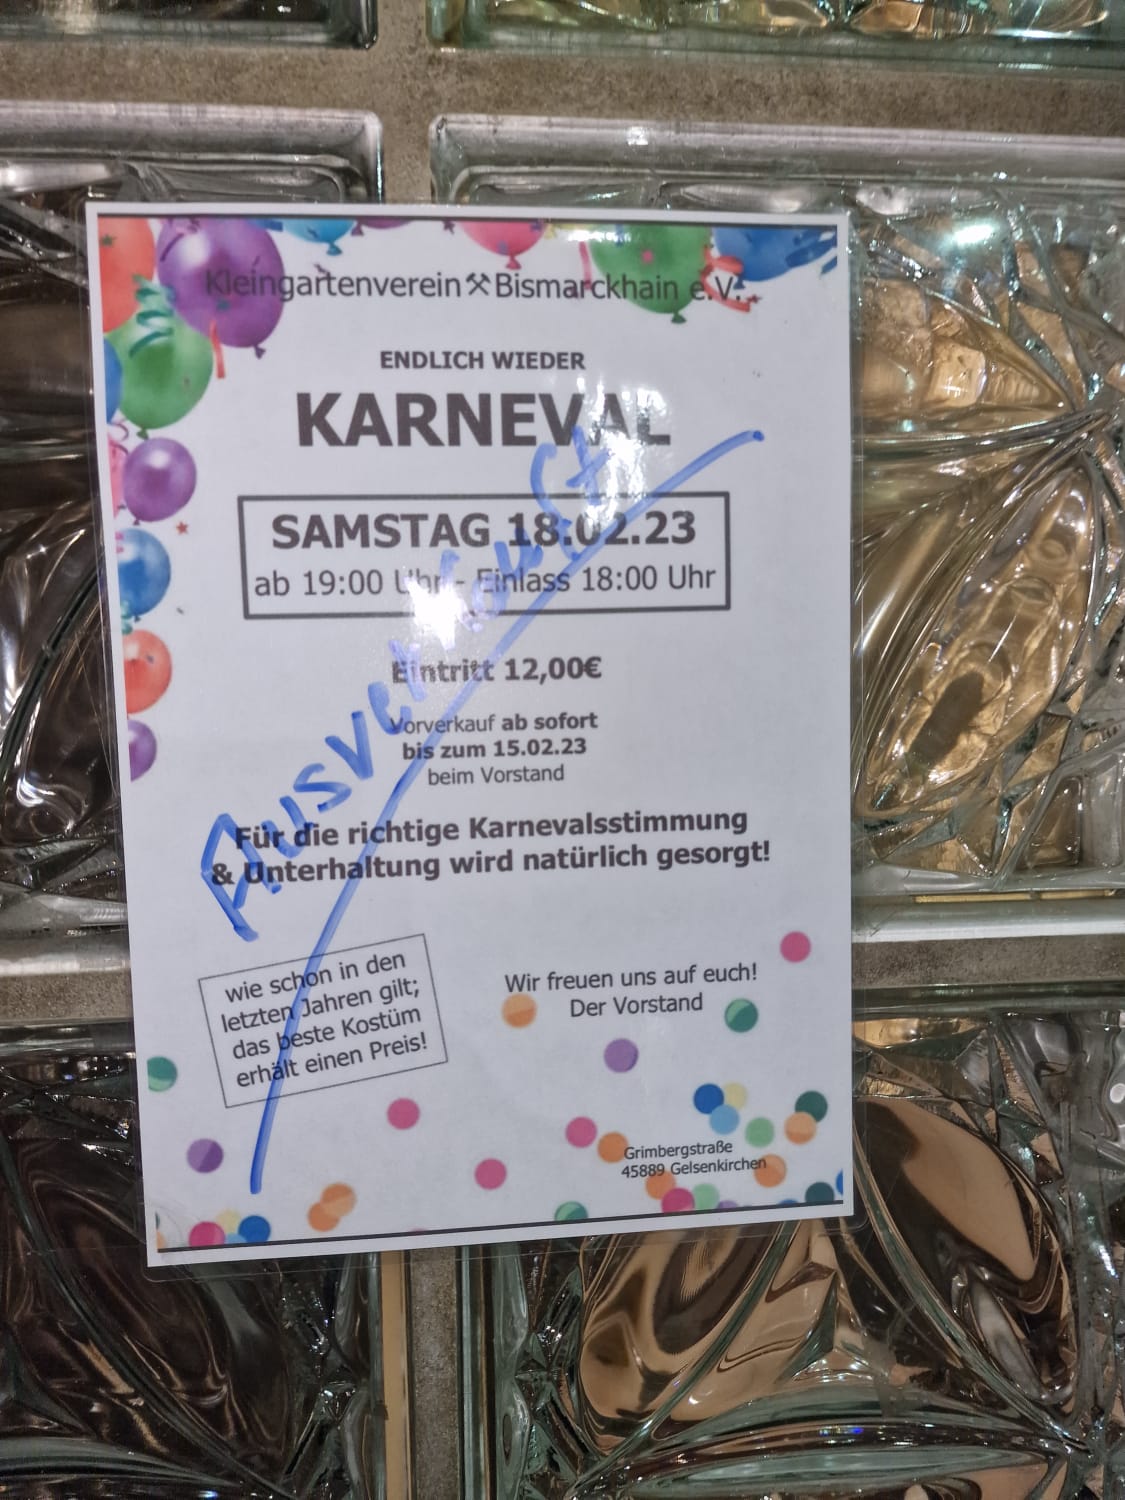 Kleingartenverein⚒Bismarckhain e.V.
ENDLICH WIEDER
KARNEVAL
SAMSTAG 18.02.23
ab 19:00 Uhr - Einlass 18:00 Uhr
Ausverkauft
Eintritt 12,00€
Vorverkauf ab sofort
bis zum 15.02.23
beim Vorstand
Für die richtige Karnevalsstimmung
& Unterhaltung wird natürlich gesorgt!
wie schon in den
letzten Jahren gilt;
das beste Kostüm
erhält einen Preis!
Wir freuen uns auf euch!
Der Vorstand
Grimbergstraße
45889 Gelsenkirchen